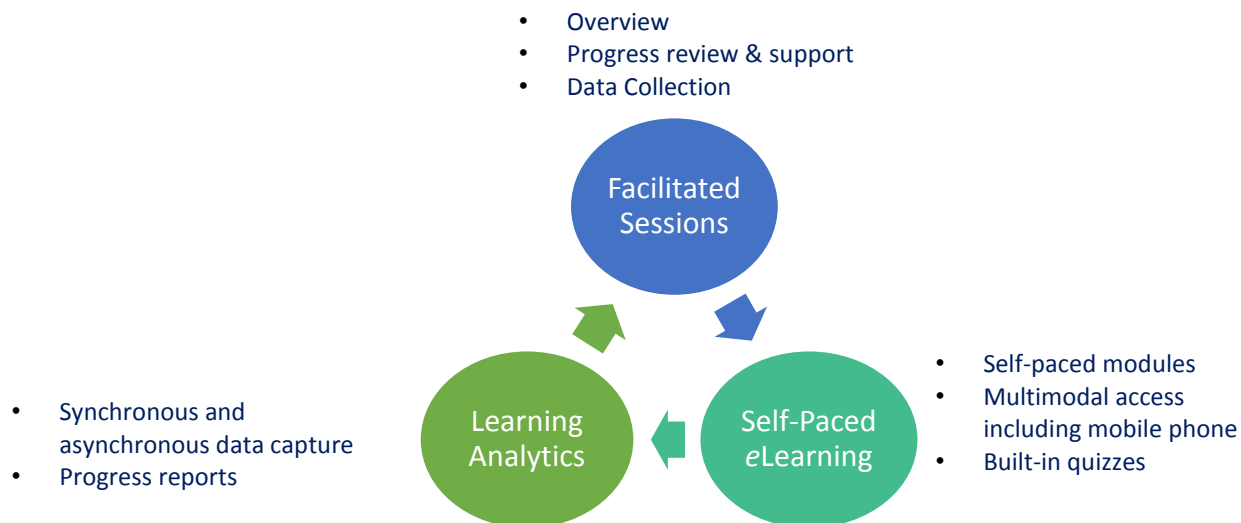 • Overview
• Progress review & support
• Data Collection
Facilitated
Sessions
• Self-paced modules
• Multimodal access
including mobile phone
• Built-in quizzes
Self-Paced
eLearning
Learning
Analytics
• Synchronous and
asynchronous data capture
• Progress reports